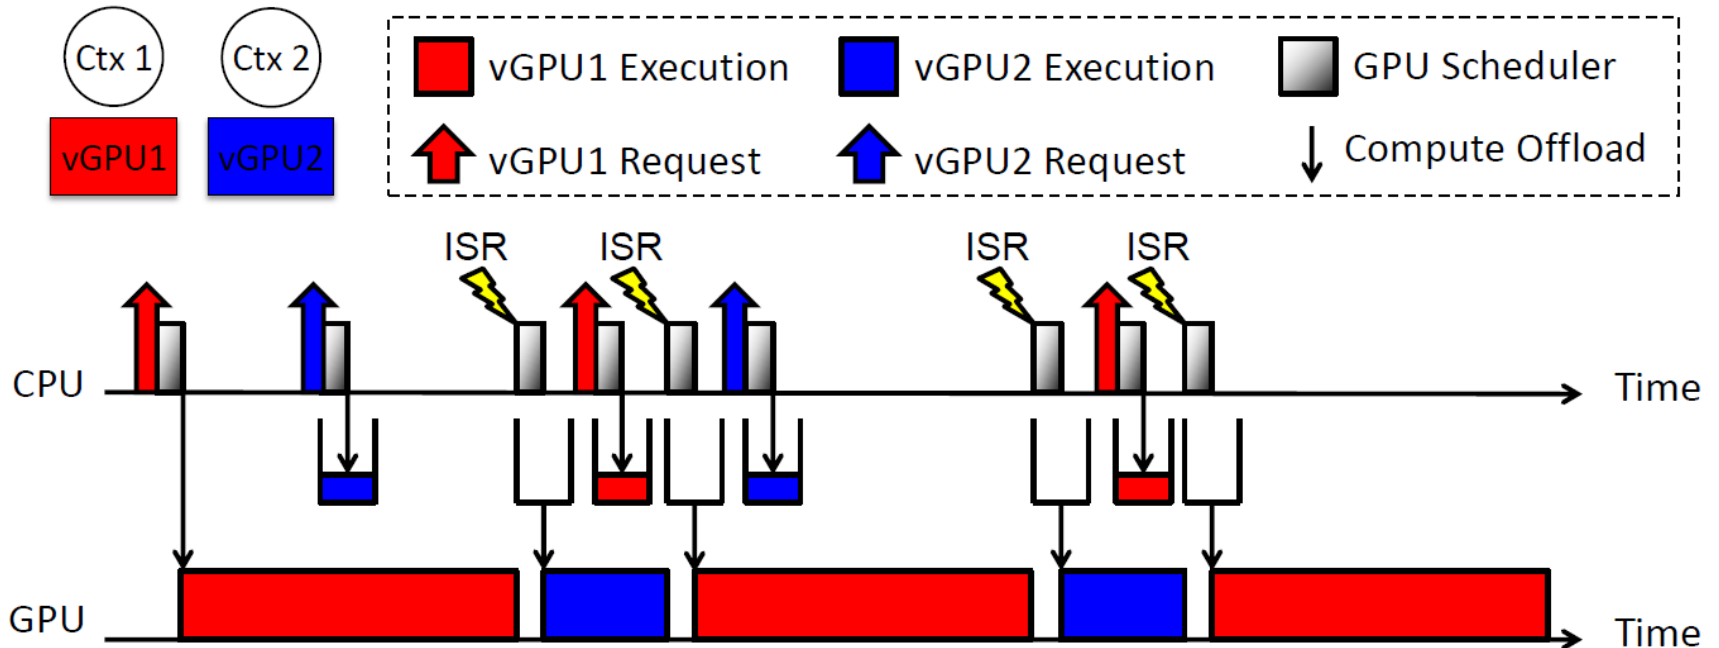 Ctx 1
Ctx 2
vGPU1
vGPU2
vGPU1 Execution
vGPU2 Execution
GPU Scheduler
vGPU1 Request
vGPU2 Request
Compute Offload
ISR
ISR
ISR
ISR
CPU
Time
GPU
Time